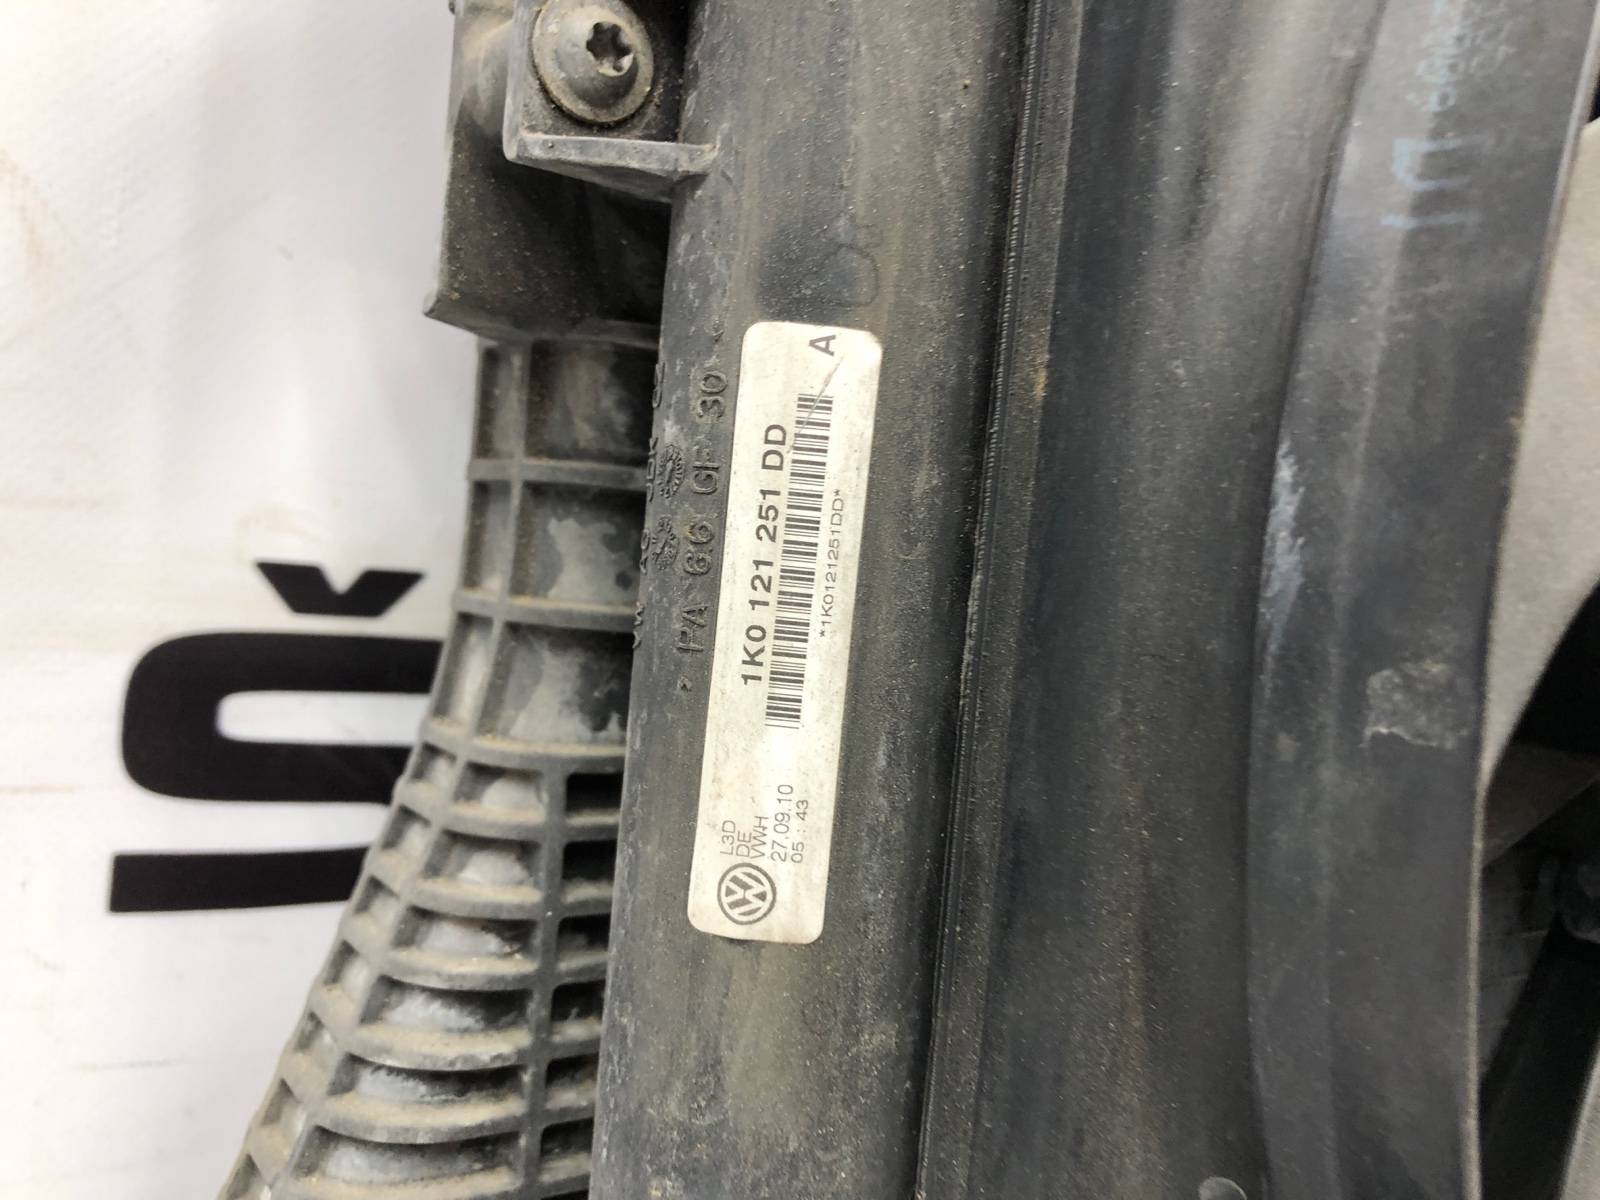 1K0 121 251 DD
A
*1K0121251DD*
L3D
DE
VWH
27.09.10
05:43
PA 66 GF 30
Š